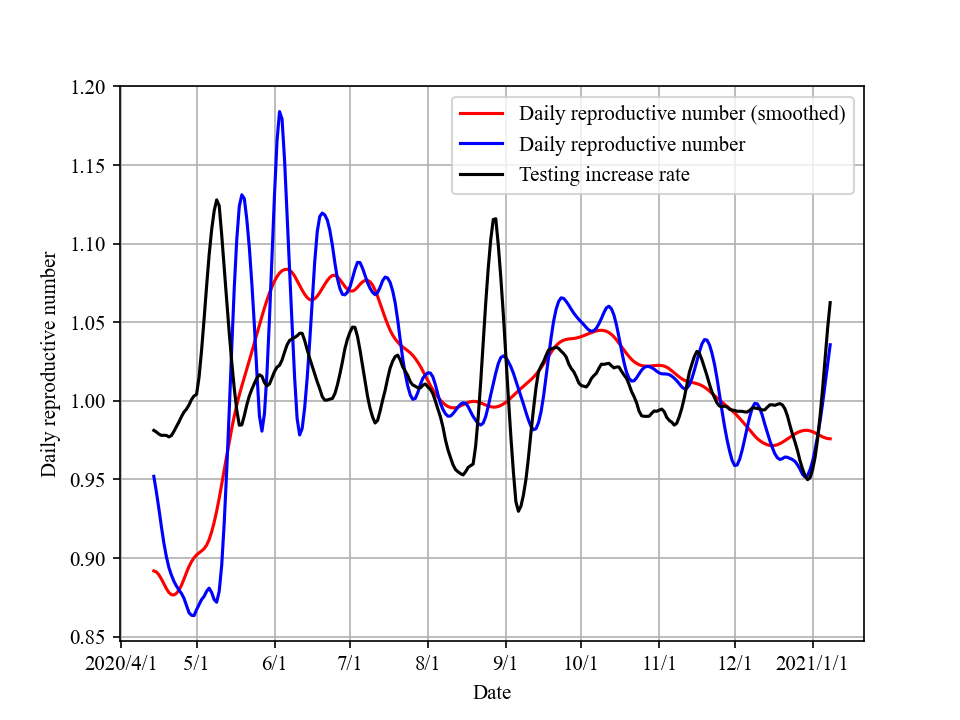 Daily reproductive number (smoothed)
Daily reproductive number
Testing increase rate
Daily reproductive number
1.20
1.15
1.10
1.05
1.00
0.95
0.90
0.85
2020/4/1 5/1 6/1 7/1 8/1 9/1 10/1 11/1 12/1 2021/1/1
Date